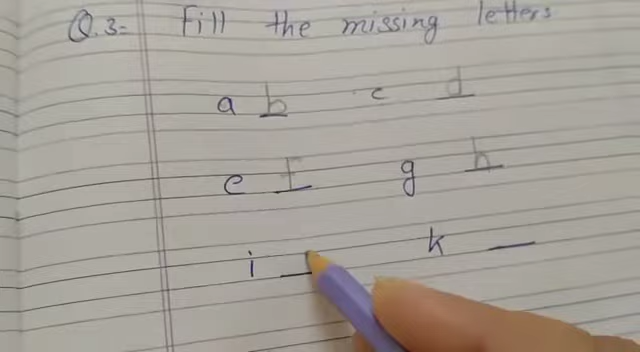 Q.3= Fill the missing letters
a b c d
e f g h
i _ k _